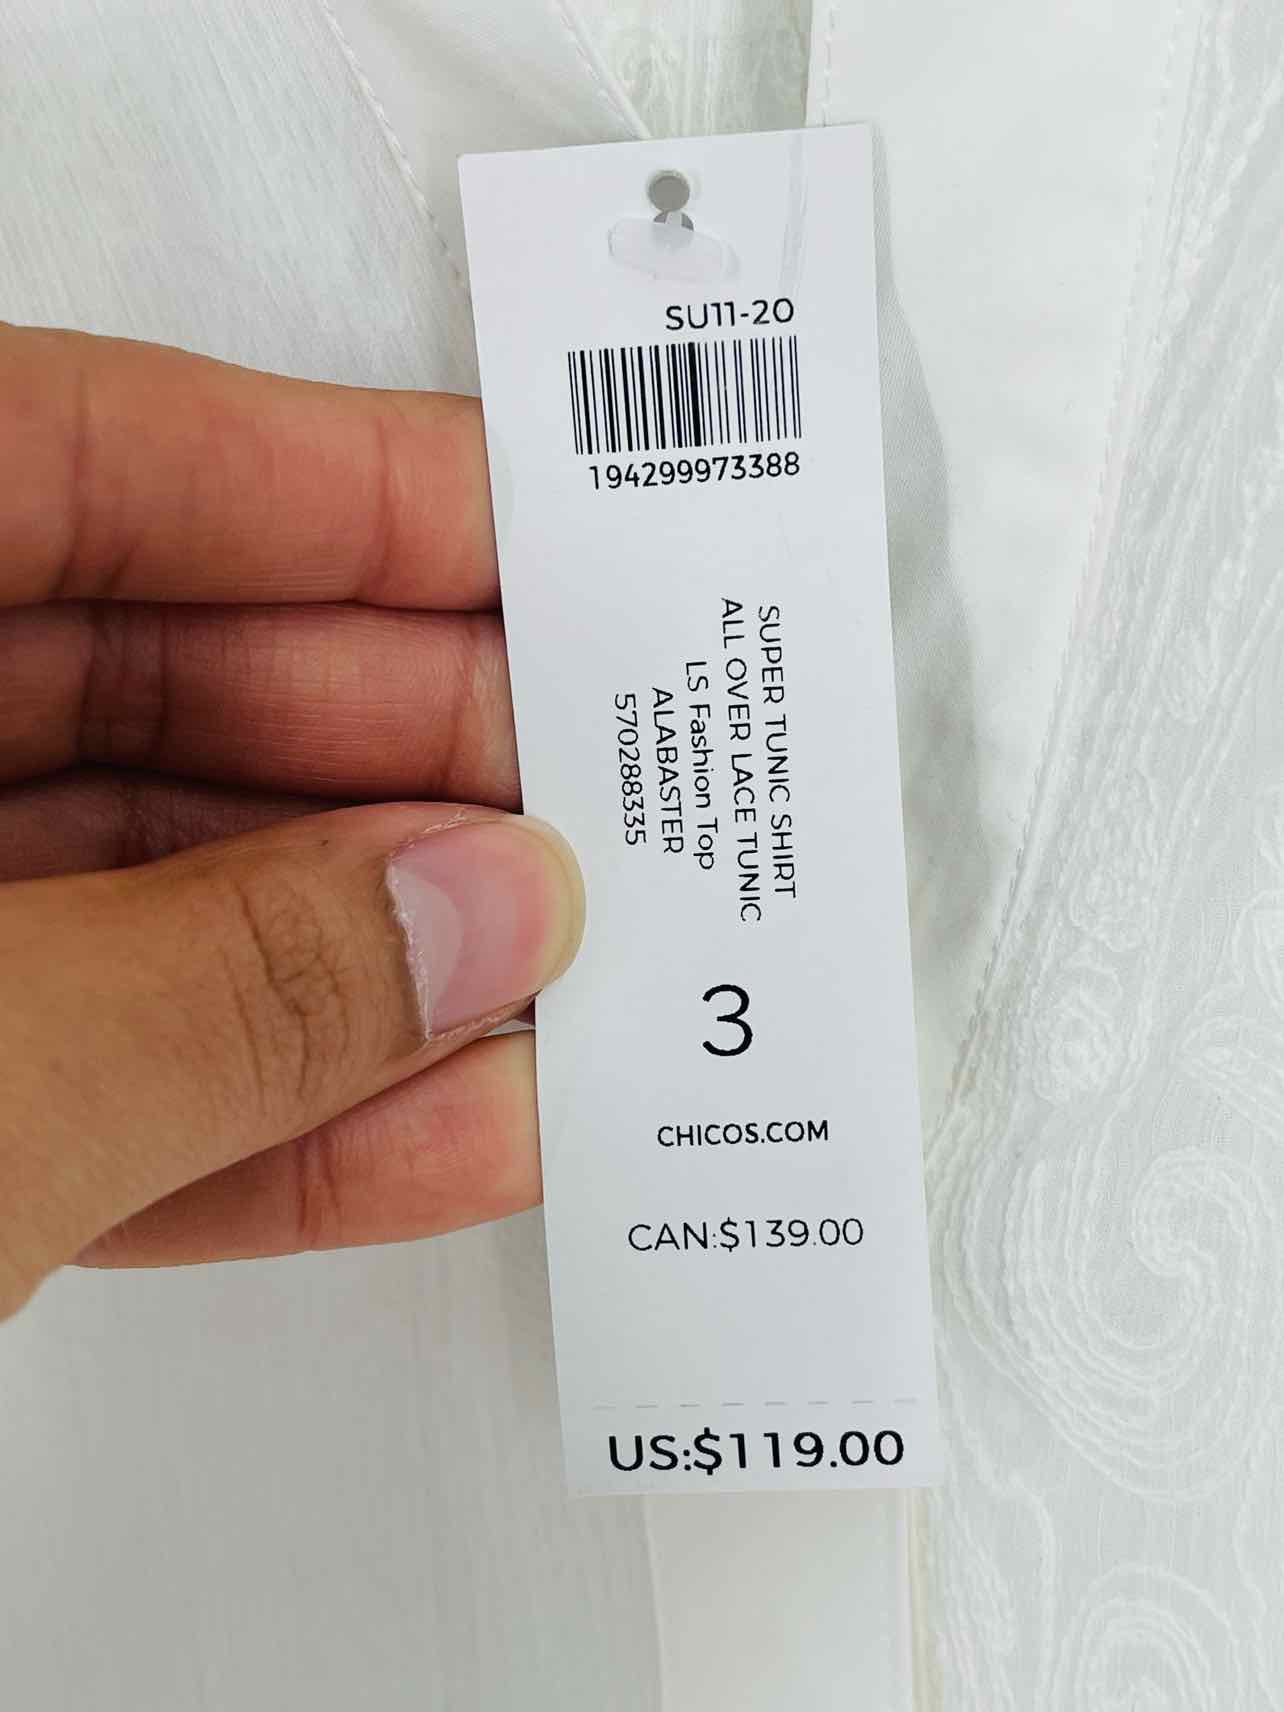 SU11-20
194299973388
SUPER TUNIC SHIRT
ALL OVER LACE TUNIC
LS Fashion Top
ALABASTER
570288335
3
CHICOS.COM
CAN:$139.00
US:$119.00